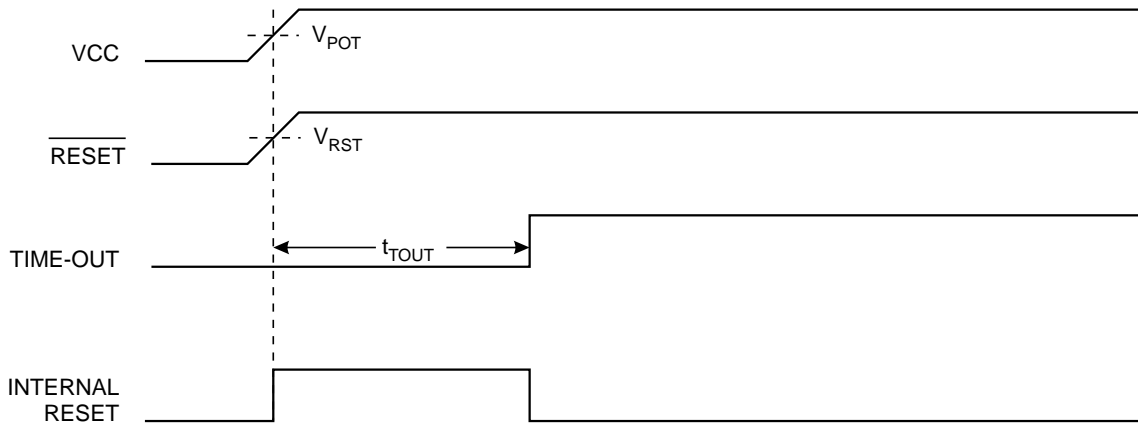 VCC
V_POT
RESET
V_RST
TIME-OUT
t_TOUT
INTERNAL
RESET